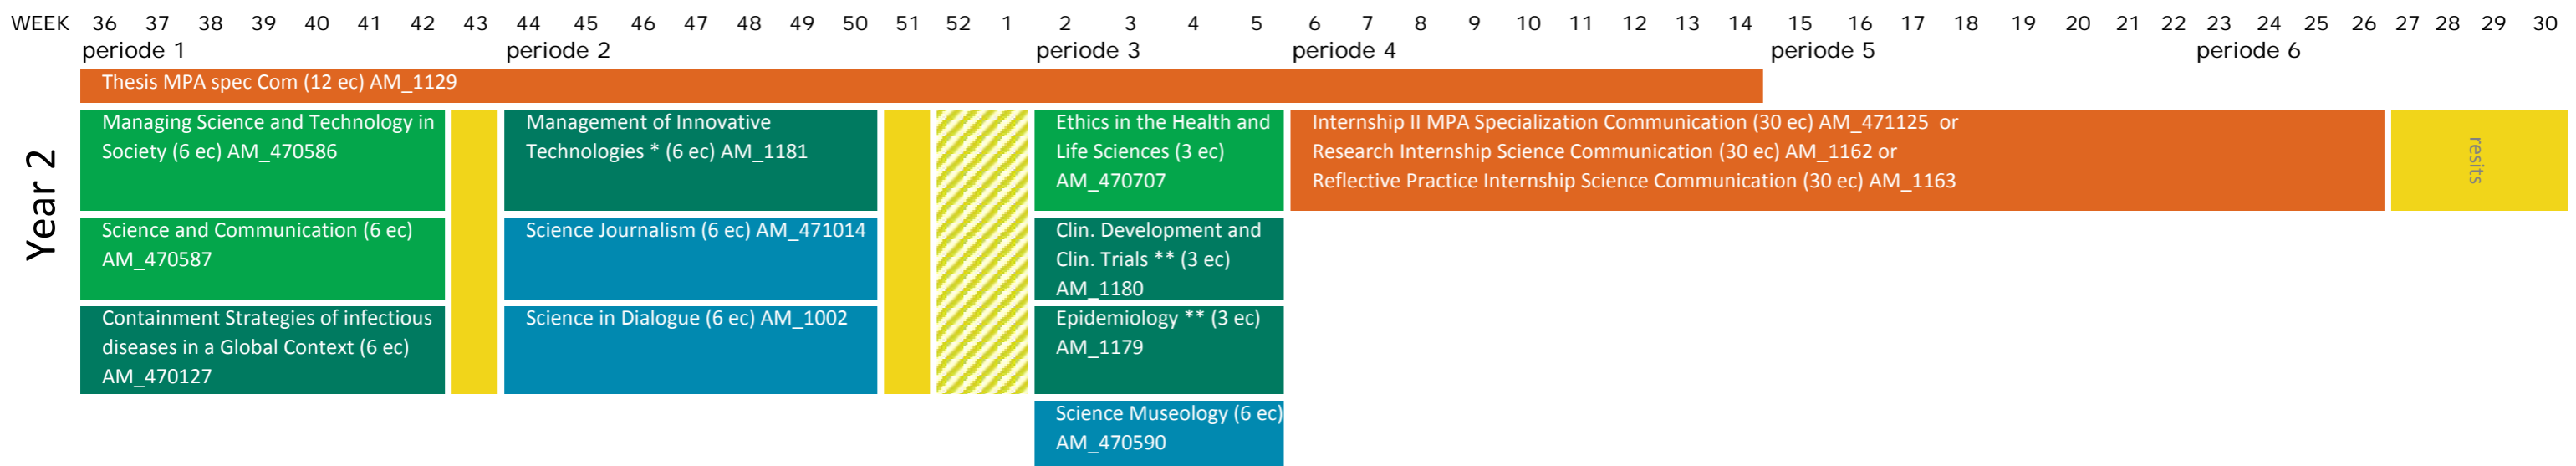 WEEK 36 37 38 39 40 41 42 43 44 45 46 47 48 49 50 51 52 1 2 3 4 5 6 7 8 9 10 11 12 13 14 15 16 17 18 19 20 21 22 23 24 25 26 27 28 29 30
periode 1 periode 2 periode 3 periode 4 periode 5 periode 6
Thesis MPA spec Com (12 ec) AM_1129
Year 2
Managing Science and Technology in
Society (6 ec) AM_470586
Science and Communication (6 ec)
AM_470587
Containment Strategies of infectious
diseases in a Global Context (6 ec)
AM_470127
Management of Innovative
Technologies * (6 ec) AM_1181
Science Journalism (6 ec) AM_471014
Science in Dialogue (6 ec) AM_1002
Ethics in the Health and
Life Sciences (3 ec)
AM_470707
Clin. Development and
Clin. Trials ** (3 ec)
AM_1180
Epidemiology ** (3 ec)
AM_1179
Science Museology (6 ec)
AM_470590
Internship II MPA Specialization Communication (30 ec) AM_471125 or
Research Internship Science Communication (30 ec) AM_1162 or
Reflective Practice Internship Science Communication (30 ec) AM_1163
resits